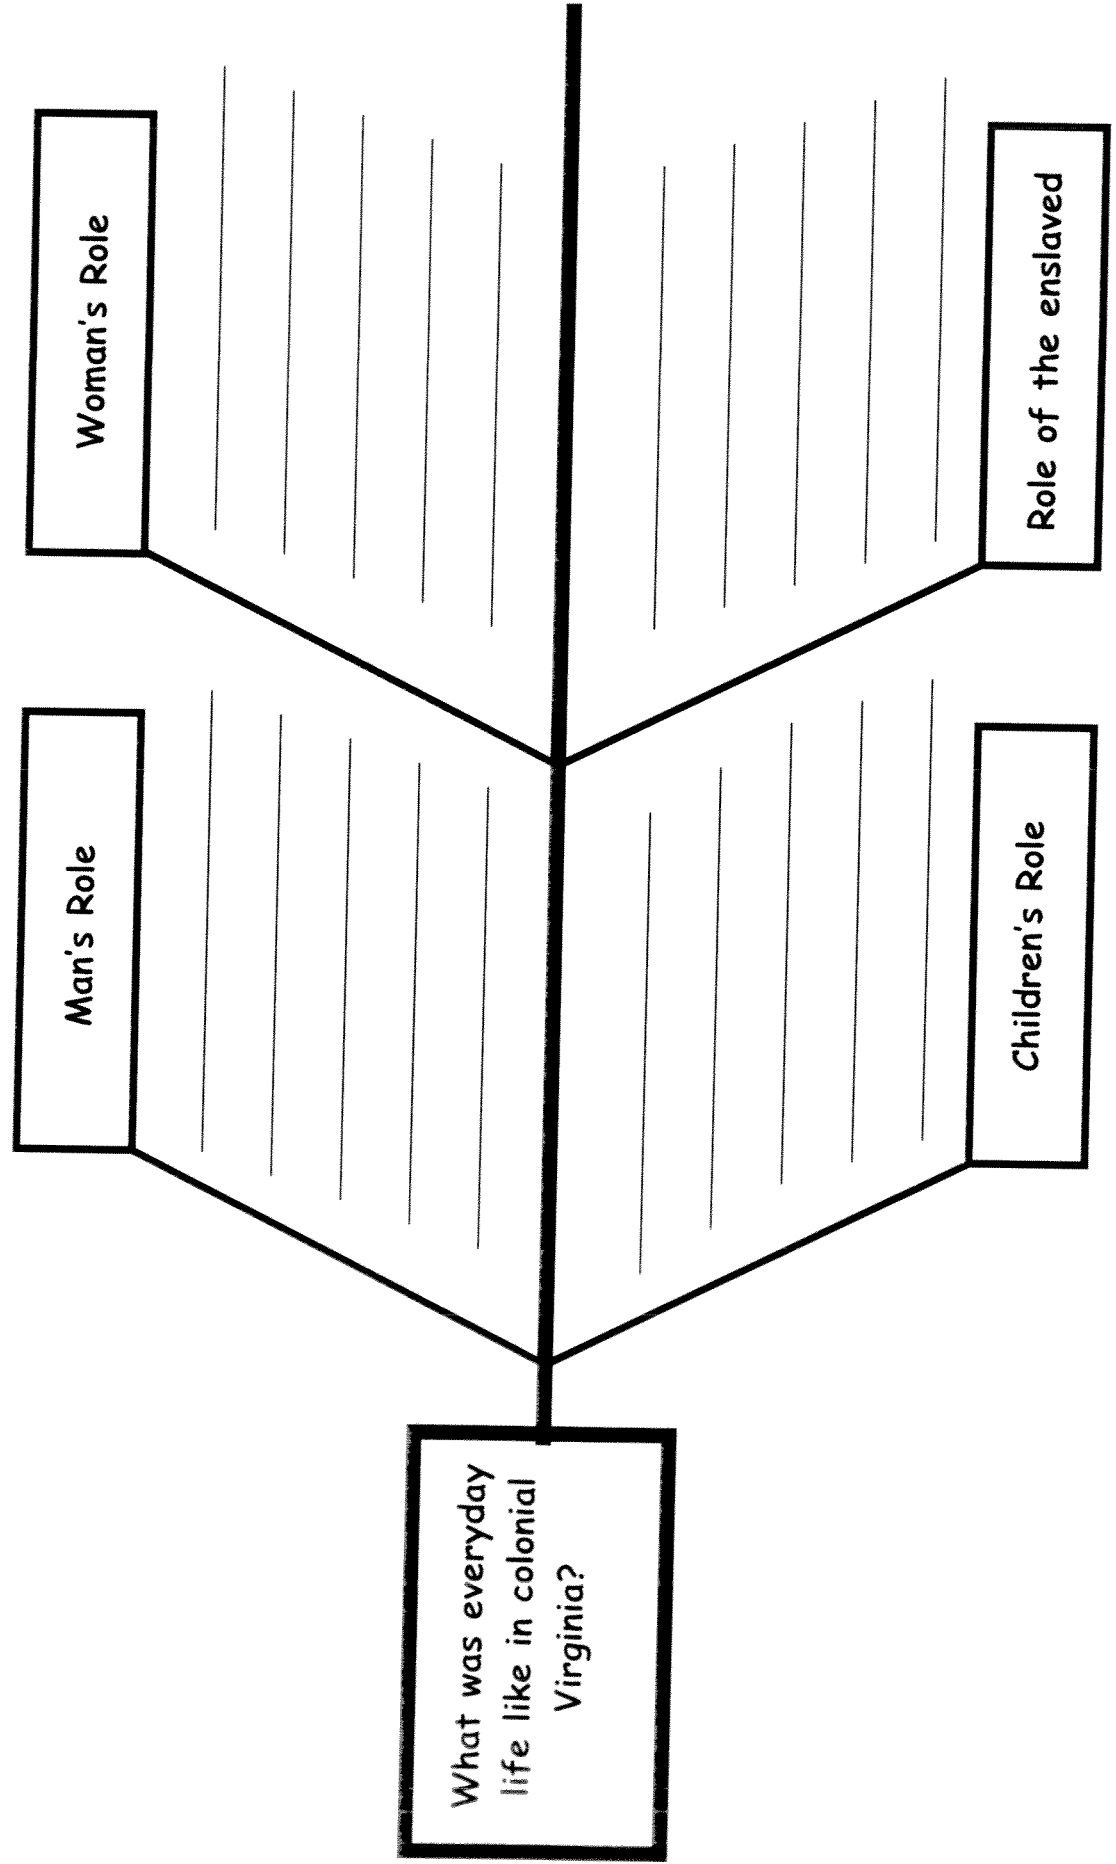 What was everyday
life like in colonial
Virginia?
Man's Role
Woman's Role
Children's Role
Role of the enslaved